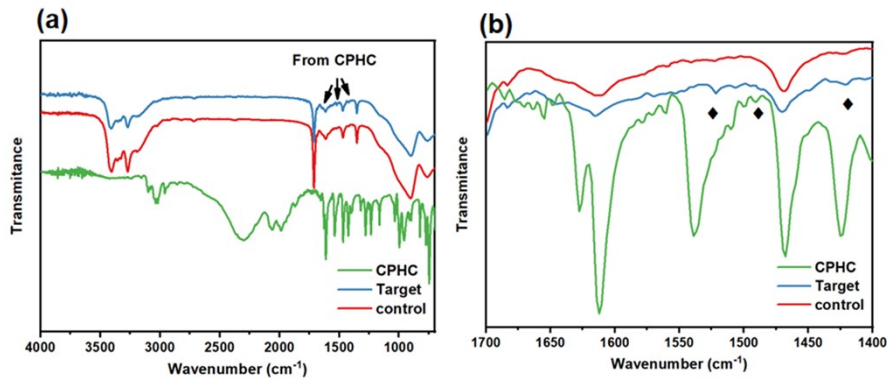 (a)
From CPHC
Transmitance
CPHC
Target
control
4000 3500 3000 2500 2000 1500 1000
Wavenumber (cm-1)
(b)
Transmitance
CPHC
Target
control
1700 1650 1600 1550 1500 1450 1400
Wavenumber (cm-1)